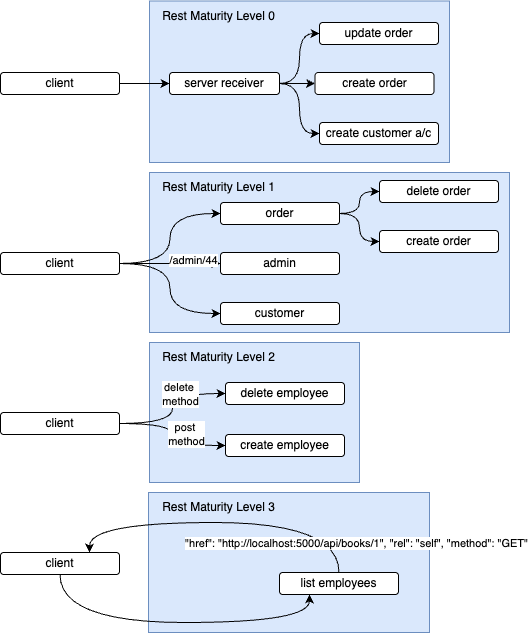 Rest Maturity Level 0
update order
client
server receiver
create order
create customer a/c
Rest Maturity Level 1
delete order
order
create order
client
/admin/44
admin
customer
Rest Maturity Level 2
delete
method
delete employee
client
post
method
create employee
Rest Maturity Level 3
"href": "http://localhost:5000/api/books/1", "rel": "self", "method": "GET"
client
list employees